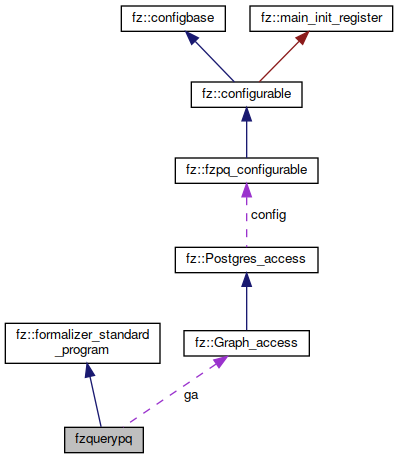 fz::configbase
fz::main_init_register
fz::configurable
fz::fzpq_configurable
config
fz::Postgres_access
fz::formalizer_standard
_program
fz::Graph_access
ga
fzquerypq